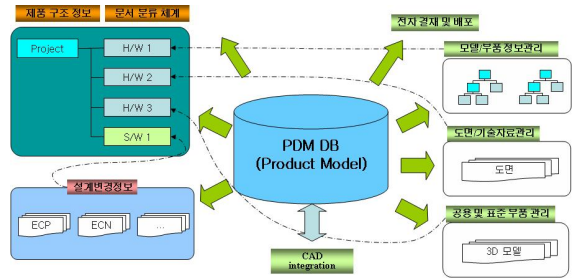 제품 구조 정보
문서 분류 체계
전자 결재 및 배포
Project
H/W 1
H/W 2
H/W 3
S/W 1
모델/부품 정보관리
PDM DB
(Product Model)
도면/기술자료관리
도면
설계변경정보
ECP
ECN
...
공용 및 표준 부품 관리
3D 모델
CAD
integration